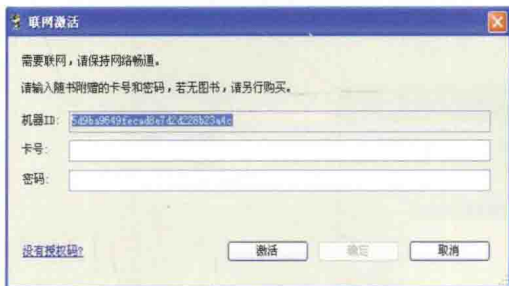 联网激活
需要联网，请保持网络畅通。
请输入随书附赠的卡号和密码，若无图书，请另行购买。
机器ID:
卡号:
密码:
没有授权码?
激活 确定 取消